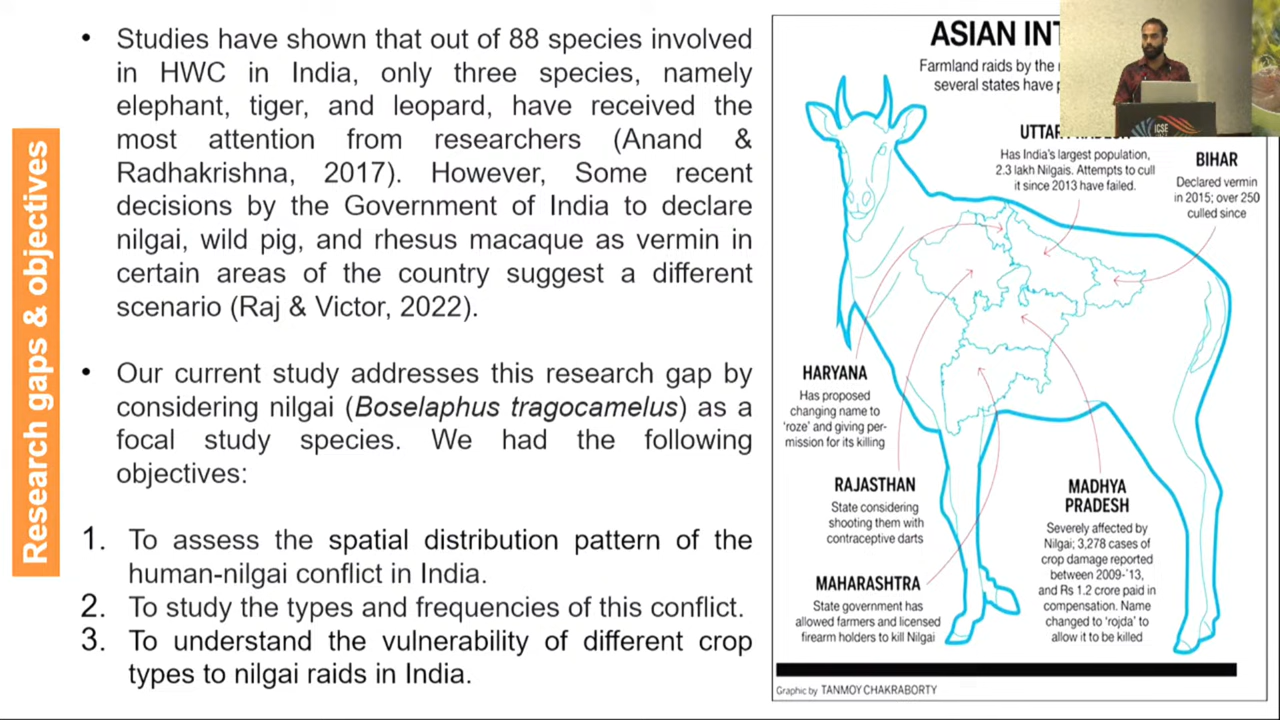 Research gaps & objectives
• Studies have shown that out of 88 species involved
in HWC in India, only three species, namely
elephant, tiger, and leopard, have received the
most attention from researchers (Anand &
Radhakrishna, 2017). However, Some recent
decisions by the Government of India to declare
nilgai, wild pig, and rhesus macaque as vermin in
certain areas of the country suggest a different
scenario (Raj & Victor, 2022).
• Our current study addresses this research gap by
considering nilgai (Boselaphus tragocamelus) as a
focal study species. We had the following
objectives:
1. To assess the spatial distribution pattern of the
human-nilgai conflict in India.
2. To study the types and frequencies of this conflict.
3. To understand the vulnerability of different crop
types to nilgai raids in India.
ASIAN
Farmland raids by the
several states have
ICSE
Has India's largest population,
2.3 lakh Nilgais. Attempts to cull
it since 2013 have failed.
BIHAR
Declared vermin
in 2015; over 250
culled since
HARYANA
Has proposed
changing name to
'roze' and giving per-
mission for its killing
RAJASTHAN
State considering
shooting them with
contraceptive darts
MAHARASHTRA
State government has
allowed farmers and licensed
firearm holders to kill Nilgai
MADHYA
PRADESH
Severely affected by
Nilgai; 3,278 cases of
crop damage reported
between 2009-'13,
and Rs 1.2 crore paid in
compensation. Name
changed to 'rojda' to
allow it to be killed
Graphic by TANMOY CHAKRABORTY